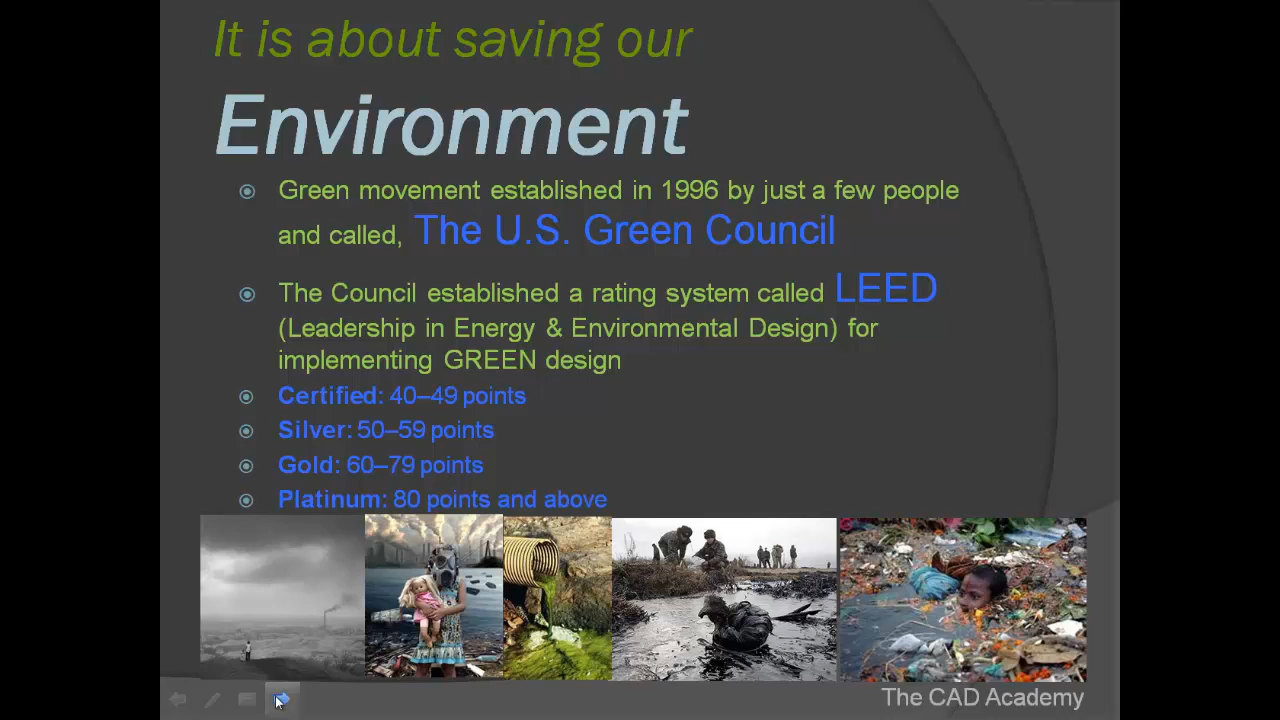 It is about saving our
Environment
Green movement established in 1996 by just a few people
and called, The U.S. Green Council
The Council established a rating system called LEED
(Leadership in Energy & Environmental Design) for
implementing GREEN design
Certified: 40–49 points
Silver: 50–59 points
Gold: 60–79 points
Platinum: 80 points and above
The CAD Academy